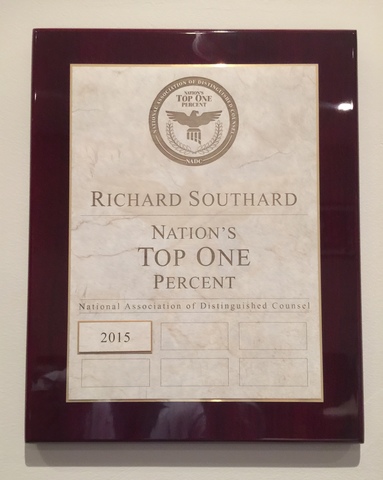 NATIONAL ASSOCIATION OF DISTINGUISHED COUNSEL
NATION'S
TOP ONE
PERCENT
NADC
RICHARD SOUTHARD
NATION'S
TOP ONE
PERCENT
National Association of Distinguished Counsel
2015